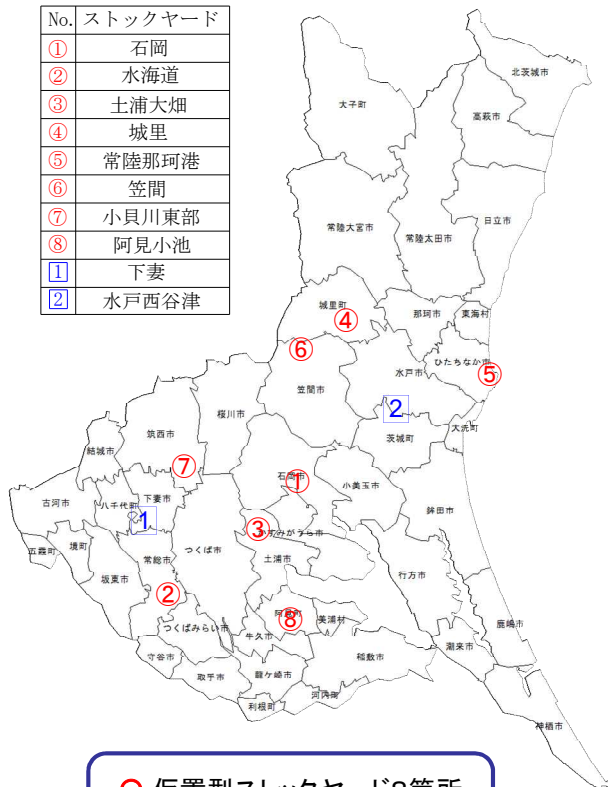 No. ストックヤード
① 石岡
② 水海道
③ 土浦大畑
④ 城里
⑤ 常陸那珂港
⑥ 笠間
⑦ 小貝川東部
⑧ 阿見小池
1 下妻
2 水戸西谷津
北茨城市
大子町
高萩市
日立市
常陸大宮市
常陸太田市
城里町
④
那珂市
東海村
⑥
水戸市
ひたちなか市
⑤
笠間市
2
桜川市
大洗町
茨城町
筑西市
結城市
⑦
石岡市
①
小美玉市
古河市
八千代町
下妻市
1
鉾田市
③
かすみがうら市
五霞町
境町
常総市
つくば市
土浦市
坂東市
行方市
②
阿見町
⑧
美浦村
つくばみらい市
牛久市
鹿嶋市
守谷市
取手市
龍ケ崎市
稲敷市
潮来市
利根町
河内町
神栖市